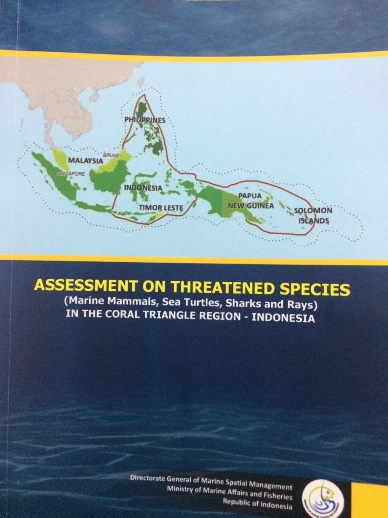 PHILIPPINES
BRUNEI
MALAYSIA
SINGAPORE
INDONESIA
PAPUA
NEW GUINEA
TIMOR LESTE
SOLOMON
ISLANDS
ASSESSMENT ON THREATENED SPECIES
(Marine Mammals, Sea Turtles, Sharks and Rays)
IN THE CORAL TRIANGLE REGION - INDONESIA
Directorate General of Marine Spatial Management
Ministry of Marine Affairs and Fisheries
Republic of Indonesia